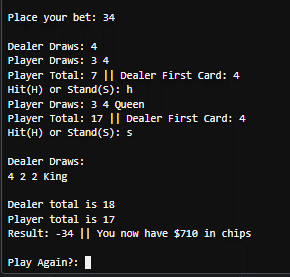 Place your bet: 34
Dealer Draws: 4
Player Draws: 3 4
Player Total: 7 || Dealer First Card: 4
Hit(H) or Stand(S): h
Player Draws: 3 4 Queen
Player Total: 17 || Dealer First Card: 4
Hit(H) or Stand(S): s
Dealer Draws:
4 2 2 King
Dealer total is 18
Player total is 17
Result: -34 || You now have $710 in chips
Play Again?: